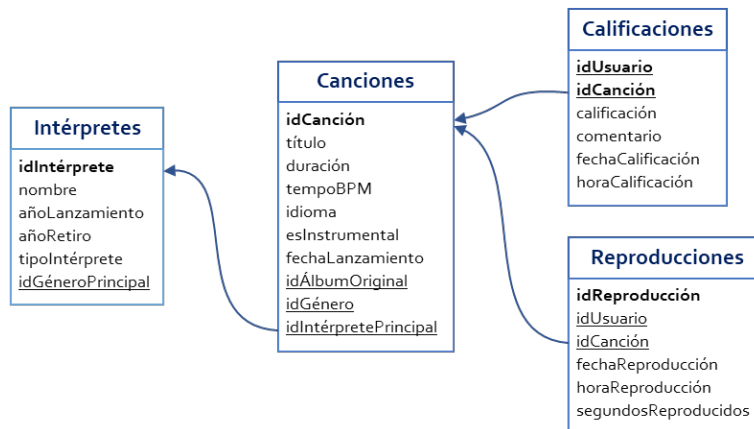 Intérpretes
idIntérprete
nombre
añoLanzamiento
añoRetiro
tipoIntérprete
idGéneroPrincipal
Canciones
idCanción
título
duración
tempoBPM
idioma
esInstrumental
fechaLanzamiento
idÁlbumOriginal
idGénero
idIntérpretePrincipal
Calificaciones
idUsuario
idCanción
calificación
comentario
fechaCalificación
horaCalificación
Reproducciones
idReproducción
idUsuario
idCanción
fechaReproducción
horaReproducción
segundosReproducidos